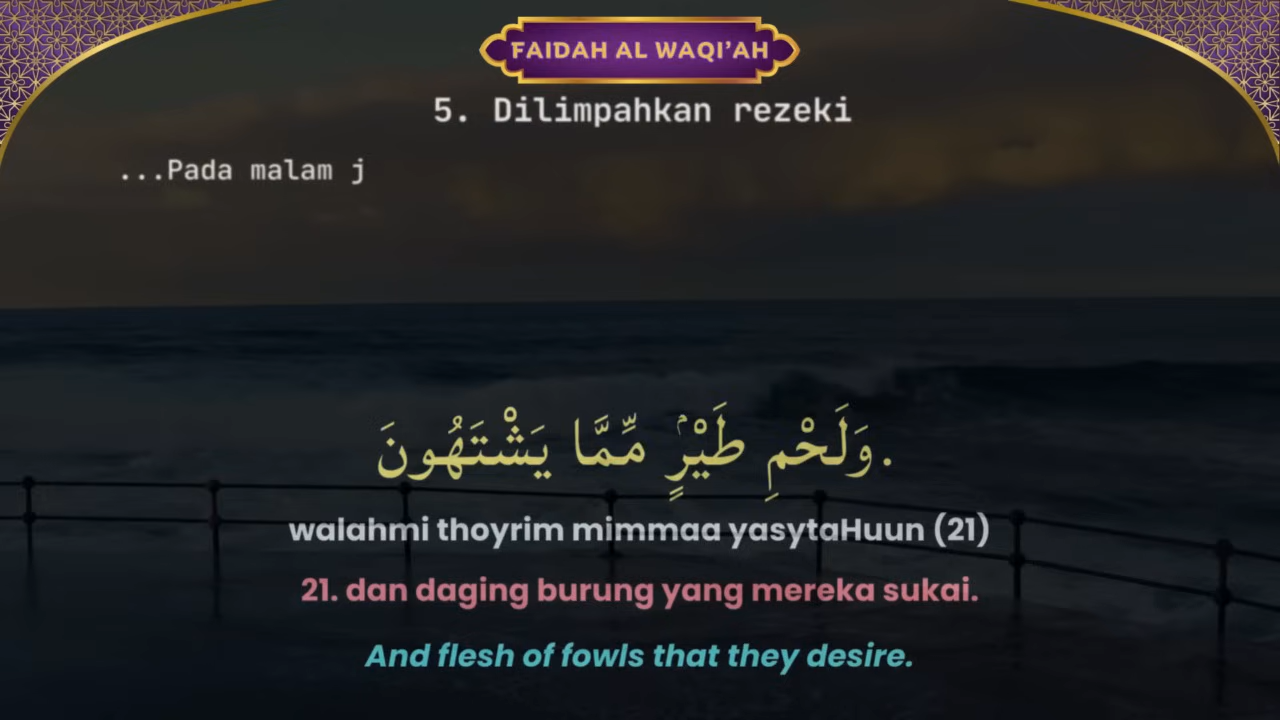 FAIDAH AL WAQI’AH
5. Dilimpahkan rezeki
...Pada malam j
وَلَحْمِ طَيْرٍۢ مِّمَّا يَشْتَهُونَ.
walahmi thoyrim mimmaa yasytaHuun (21)
21. dan daging burung yang mereka sukai.
And flesh of fowls that they desire.